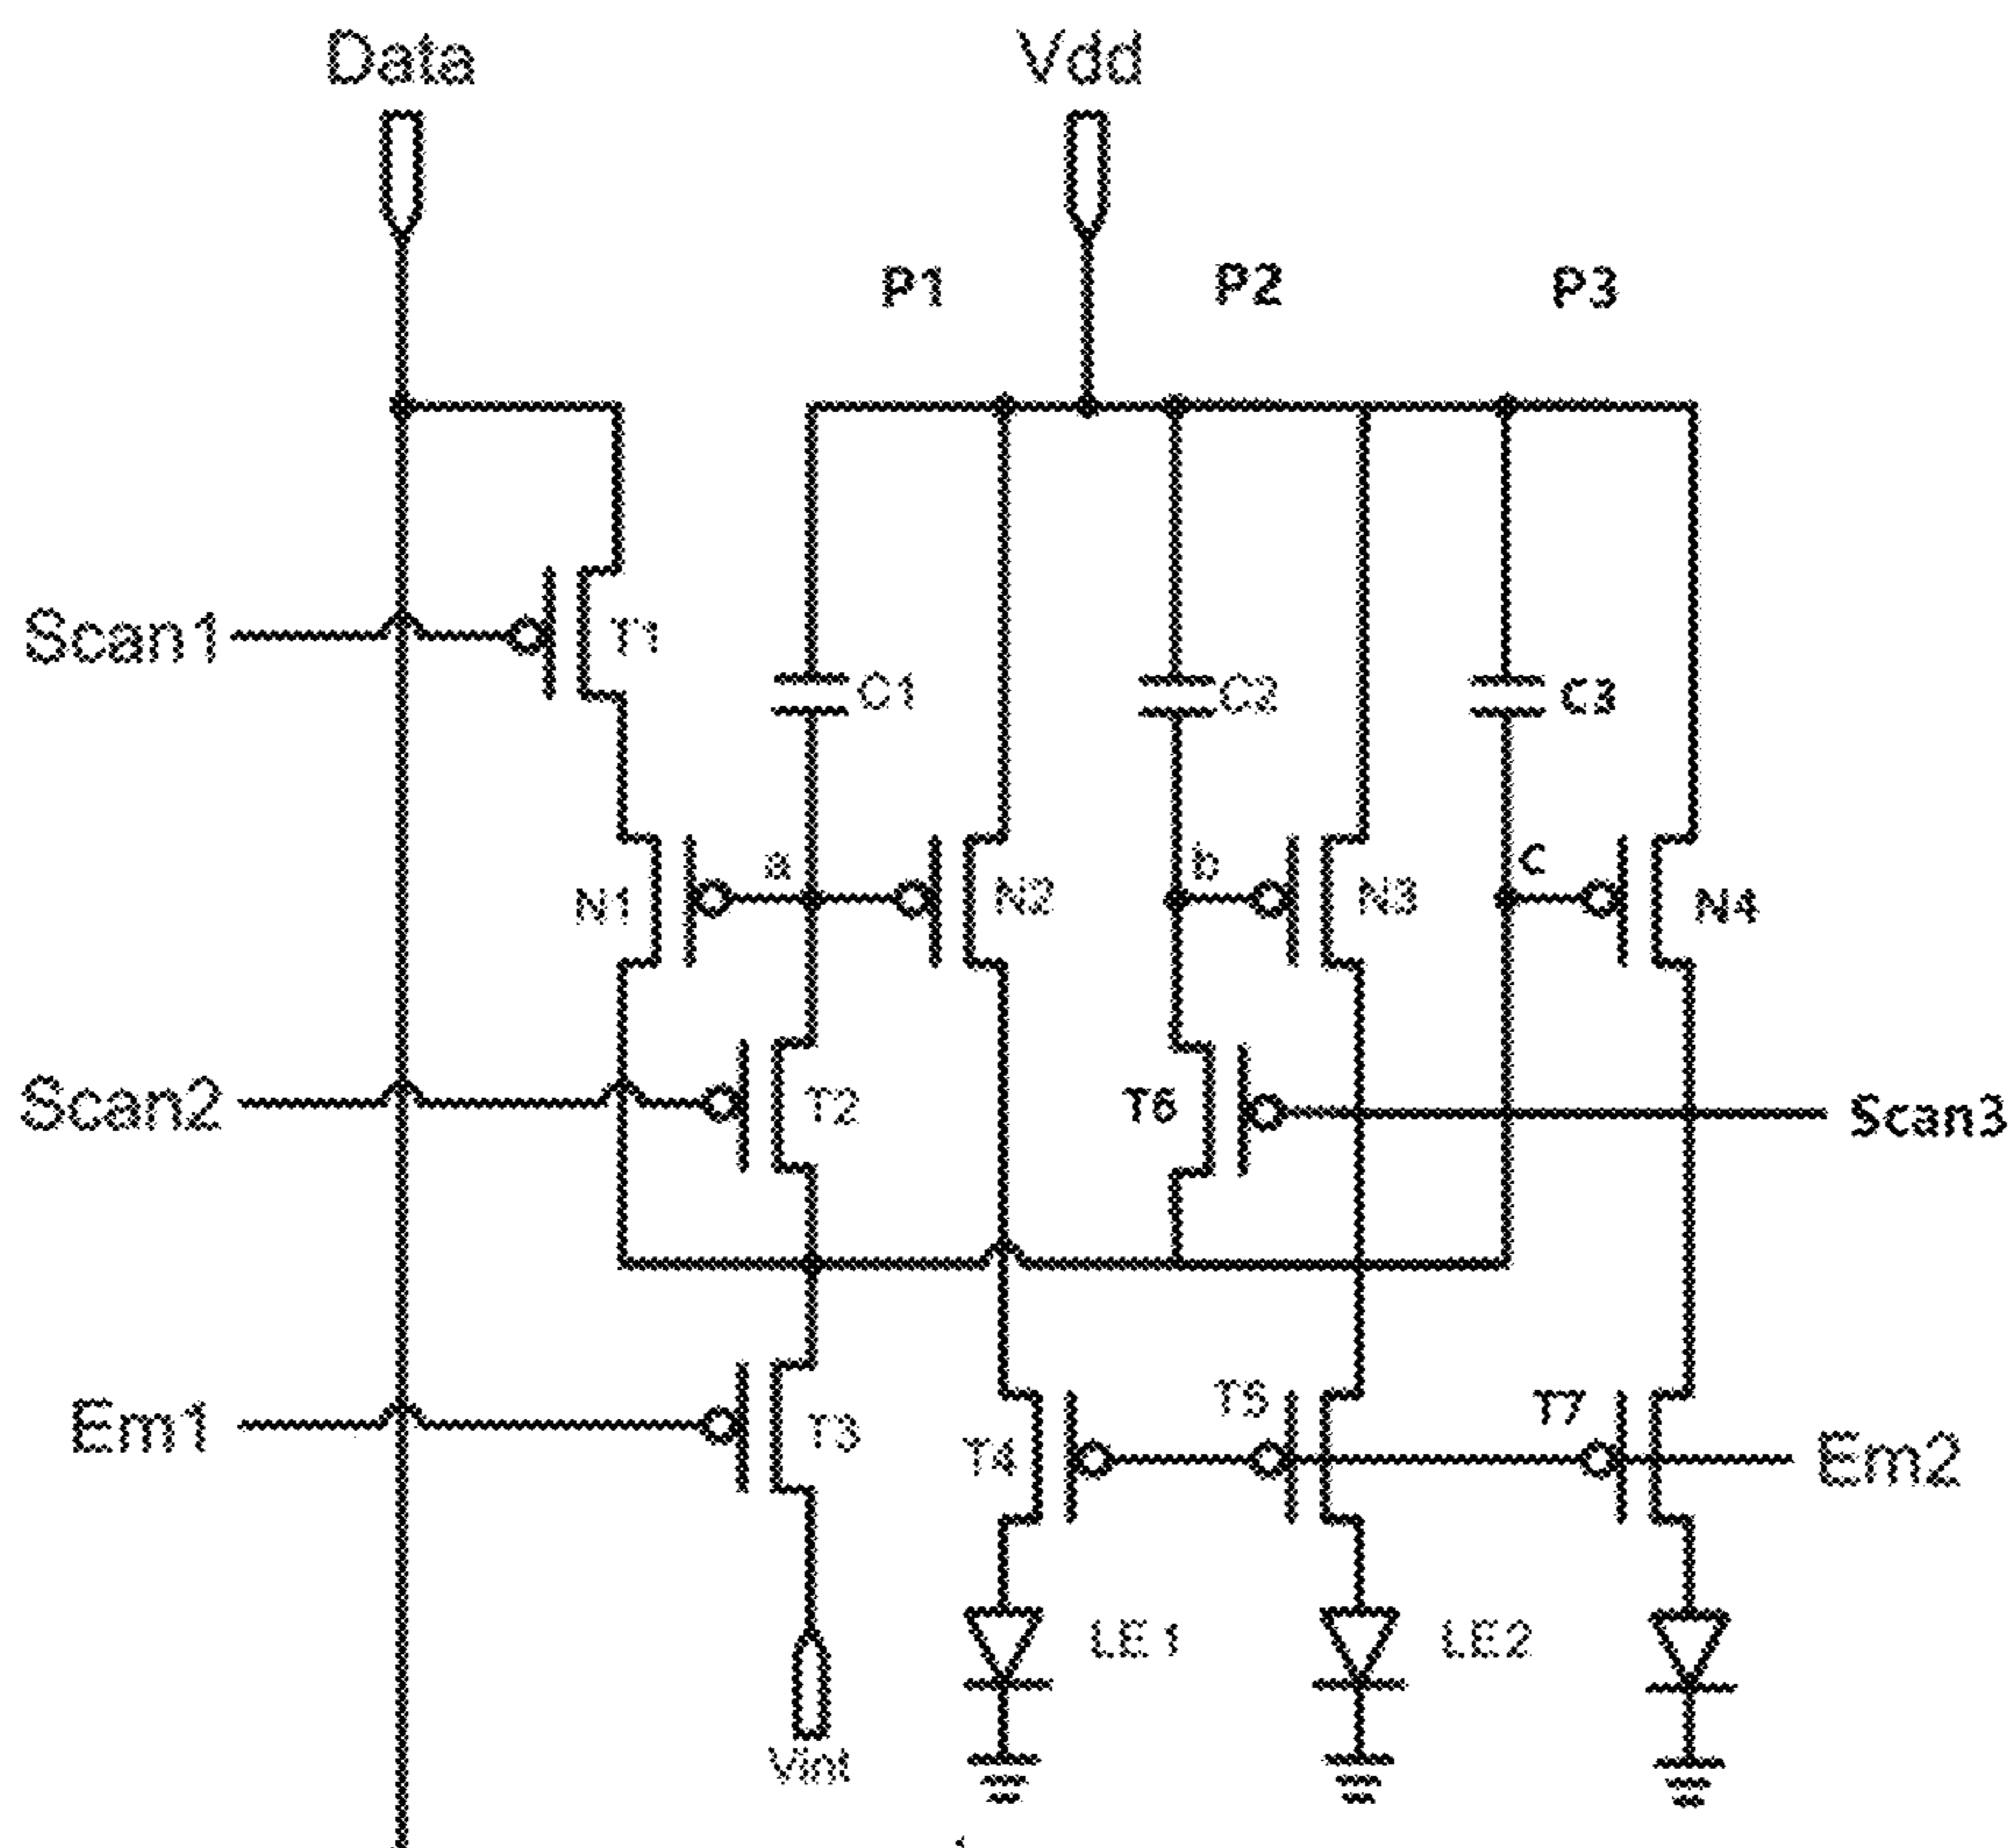 Data
Vdd
P1
P2
P3
Scan1
T1
C1
C2
C3
a
b
c
N1
N2
N3
N4
Scan2
T2
T6
Scan3
Em1
T3
T4
T5
T7
Em2
LE1
LE2
Vint